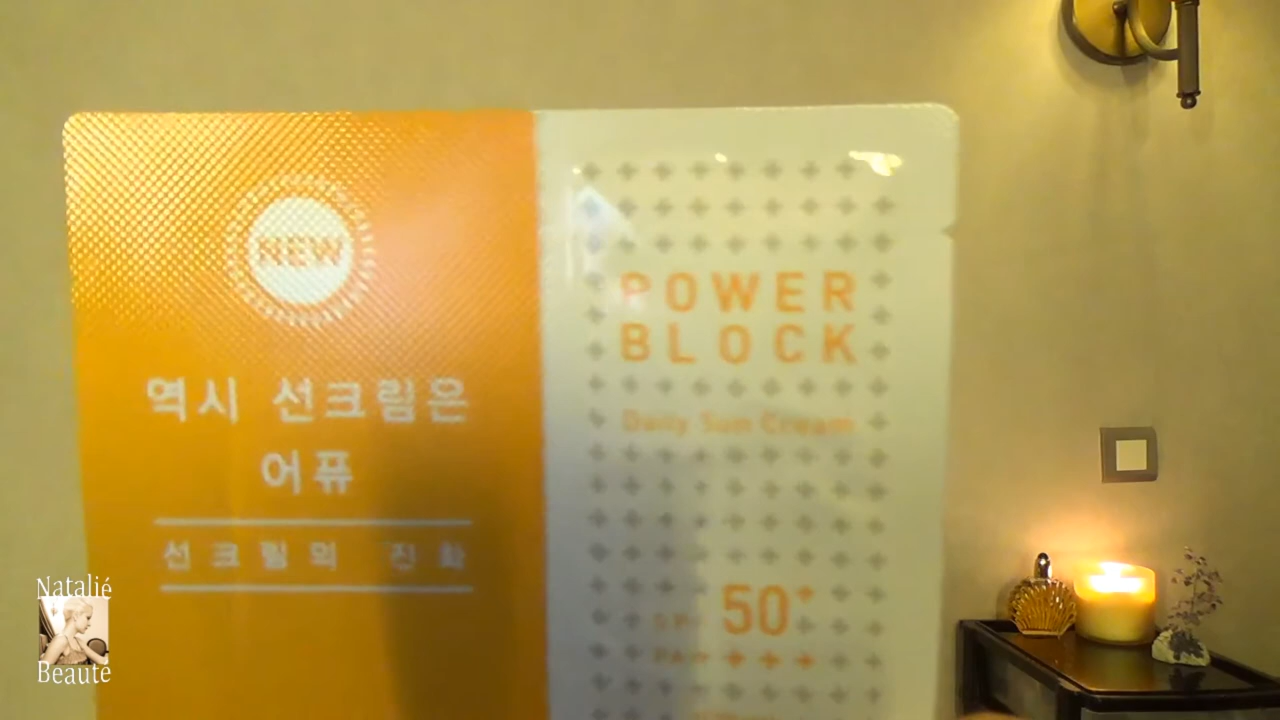 NEW
역시 선크림은
어퓨
선크림의 진화
POWER
BLOCK
Daily Sun Cream
SPF 50+
PA++++
Natalié
Beauté